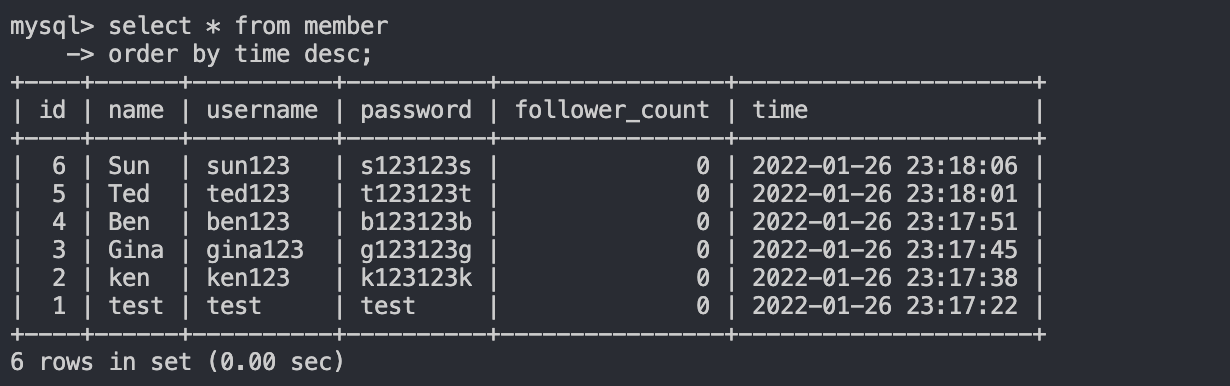 mysql> select * from member
    -> order by time desc;
+----+------+----------+----------+----------------+---------------------+
| id | name | username | password | follower_count | time                |
+----+------+----------+----------+----------------+---------------------+
|  6 | Sun  | sun123   | s123123s |              0 | 2022-01-26 23:18:06 |
|  5 | Ted  | ted123   | t123123t |              0 | 2022-01-26 23:18:01 |
|  4 | Ben  | ben123   | b123123b |              0 | 2022-01-26 23:17:51 |
|  3 | Gina | gina123  | g123123g |              0 | 2022-01-26 23:17:45 |
|  2 | ken  | ken123   | k123123k |              0 | 2022-01-26 23:17:38 |
|  1 | test | test     | test     |              0 | 2022-01-26 23:17:22 |
+----+------+----------+----------+----------------+---------------------+
6 rows in set (0.00 sec)